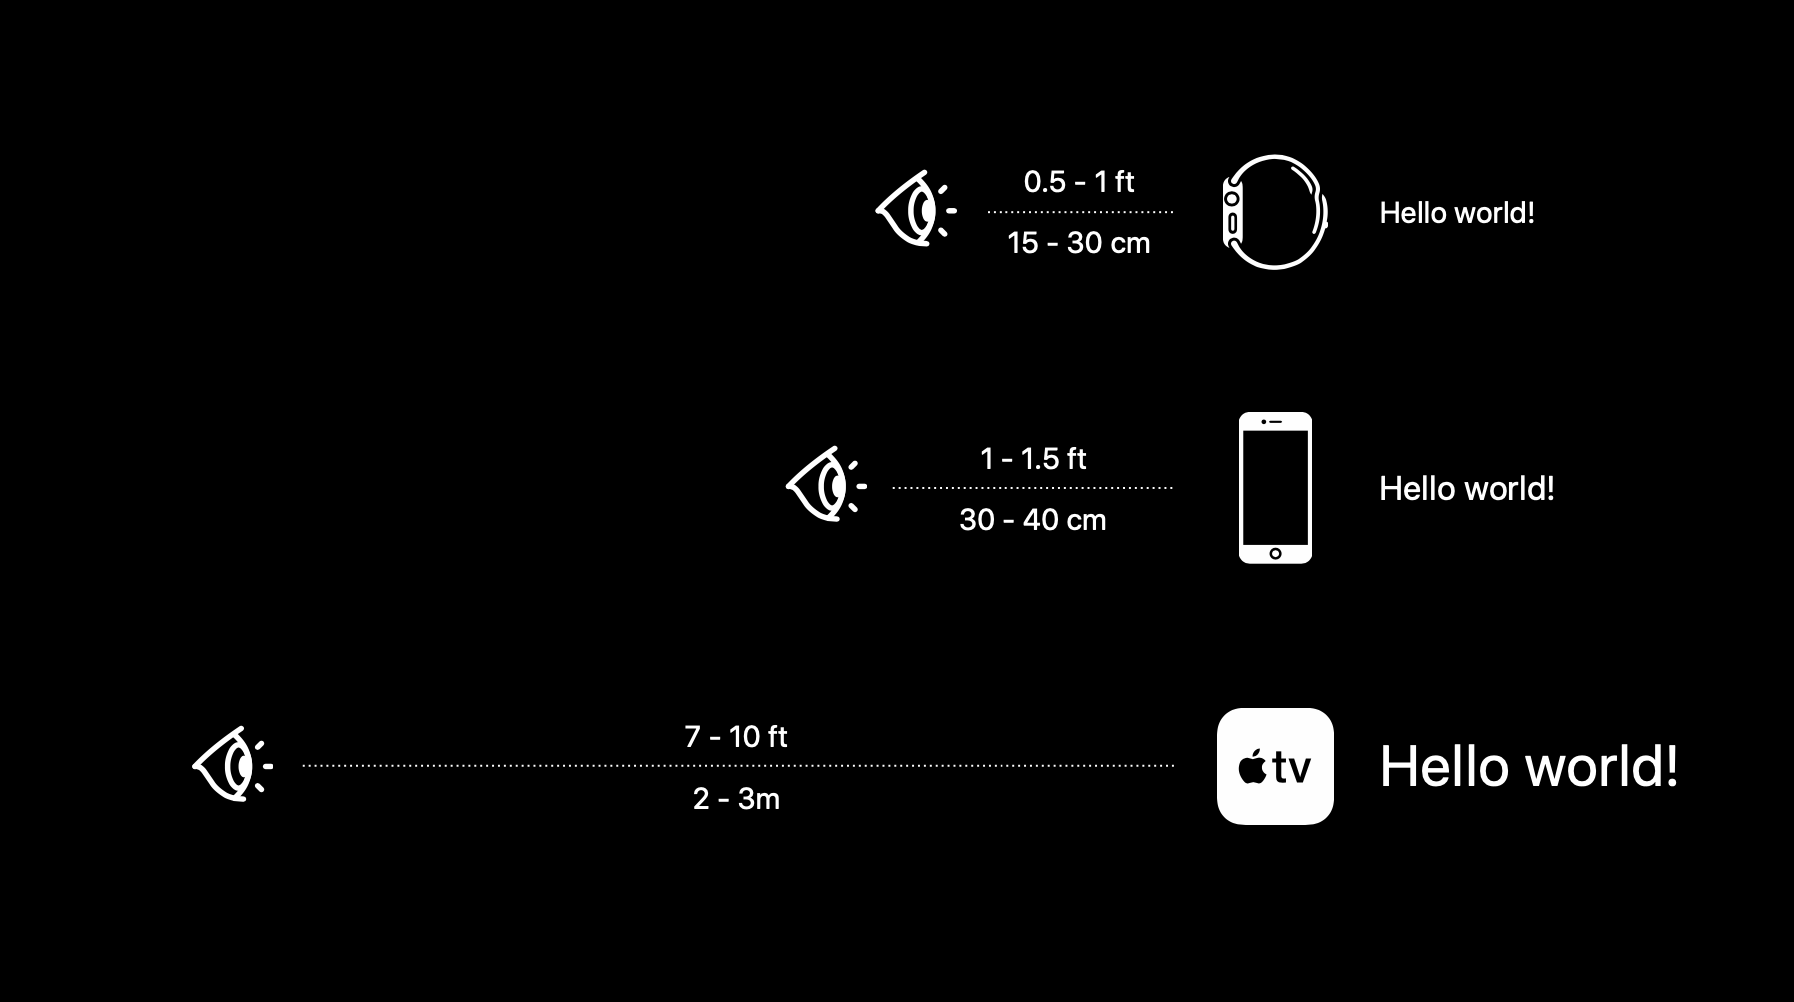 0.5 - 1 ft
15 - 30 cm
Hello world!
1 - 1.5 ft
30 - 40 cm
Hello world!
7 - 10 ft
2 - 3m
tv
Hello world!